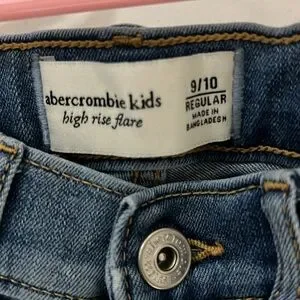 abercrombie kids
high rise flare
9/10
REGULAR
MADE IN
BANGLADESH